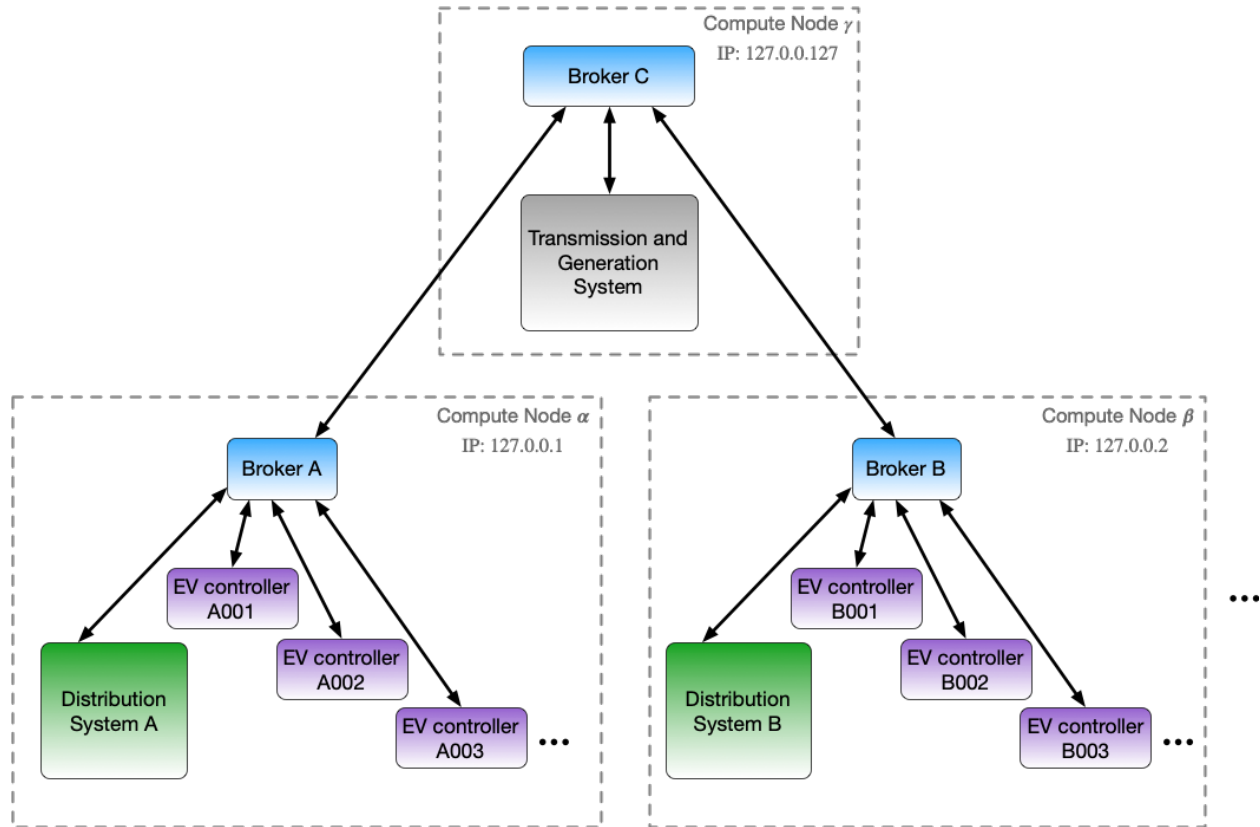 Compute Node γ
IP: 127.0.0.127
Broker C
Transmission and
Generation
System
Compute Node α
IP: 127.0.0.1
Broker A
EV controller
A001
EV controller
A002
EV controller
A003
...
Distribution
System A
Compute Node β
IP: 127.0.0.2
Broker B
EV controller
B001
EV controller
B002
EV controller
B003
...
Distribution
System B
...